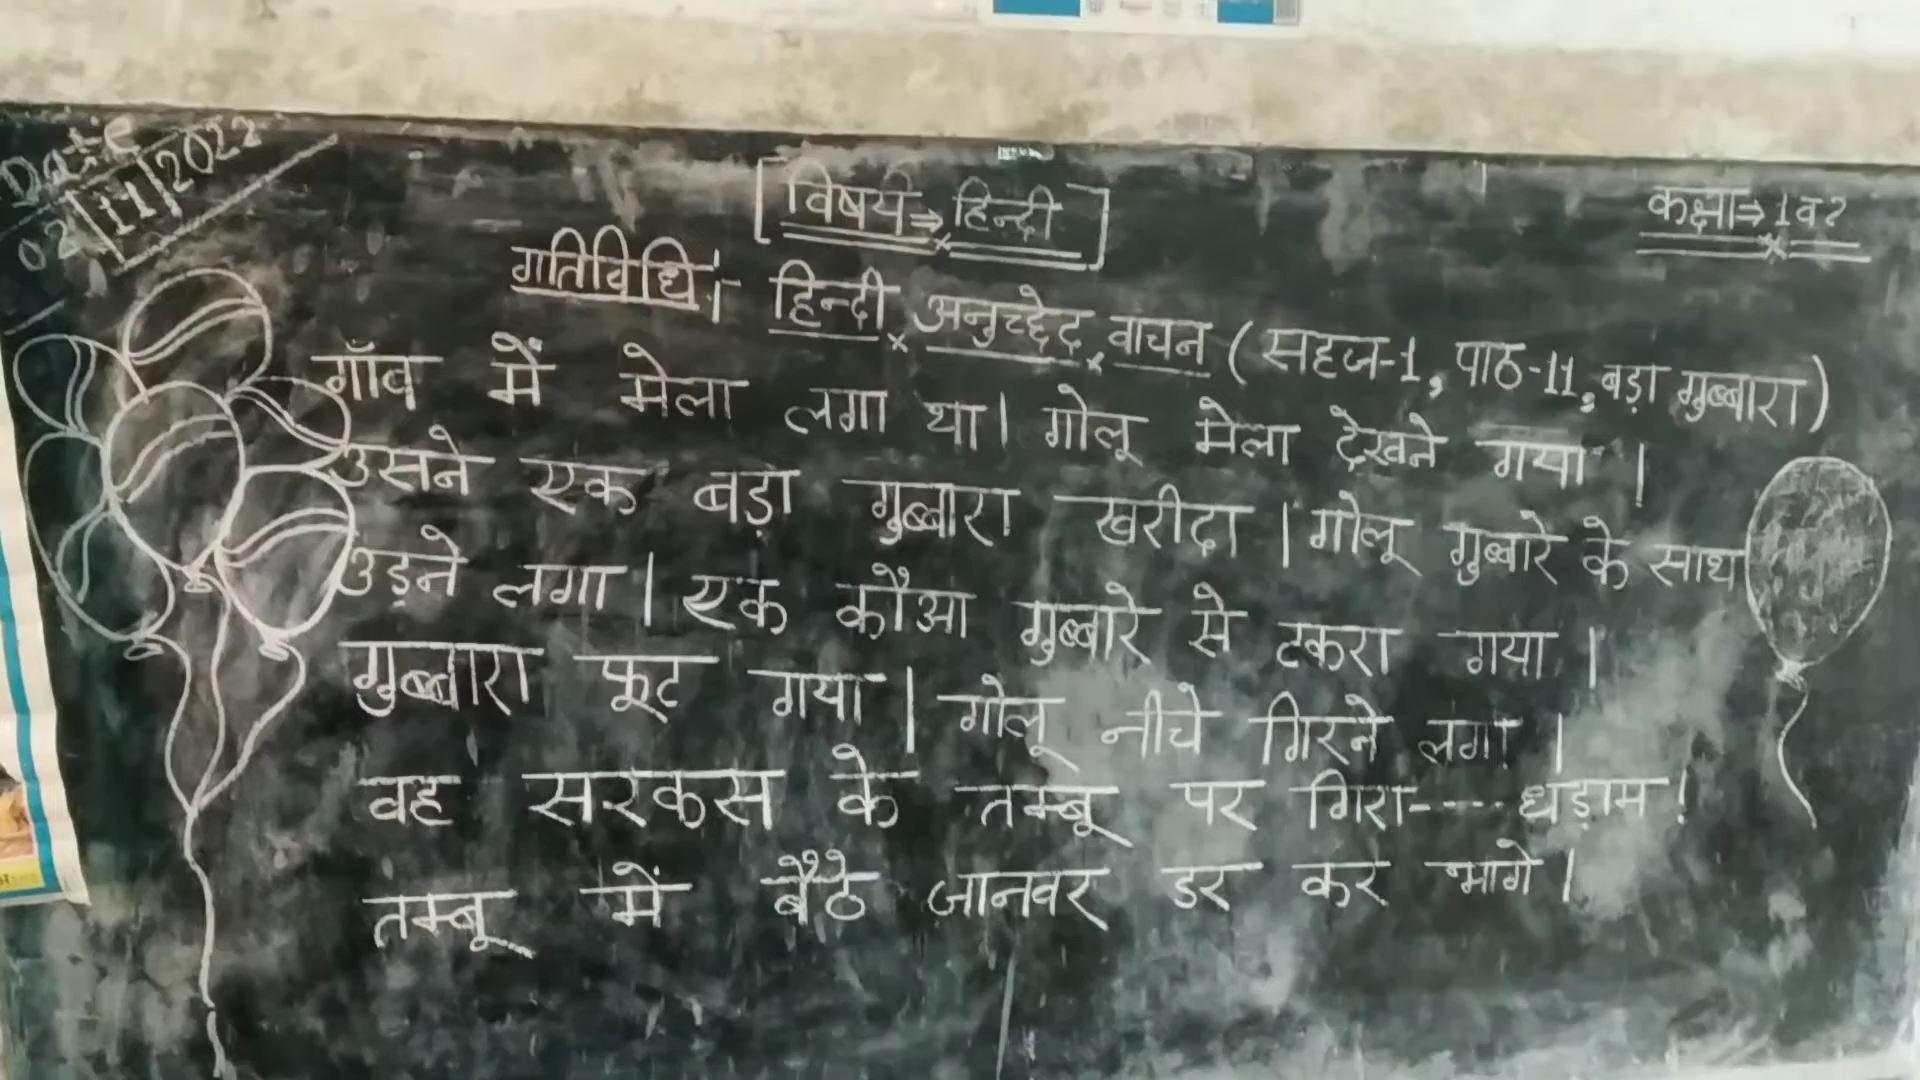 Date
02/11/2022
विषय⇒हिन्दी
कक्षा⇒1व2
गतिविधि:- हिन्दी अनुच्छेद वाचन (सहज-1, पाठ-11, बड़ा गुब्बारा)
गाँव में मेला लगा था। गोलू मेला देखने गया ।
उसने एक बड़ा गुब्बारा खरीदा । गोलू गुब्बारे के साथ
उड़ने लगा। एक कौआ गुब्बारे से टकरा गया ।
गुब्बारा फूट गया । गोलू नीचे गिरने लगा ।
वह सरकस के तम्बू पर गिरा---- धड़ाम !
तम्बू में बैठे जानवर डर कर भागे ।